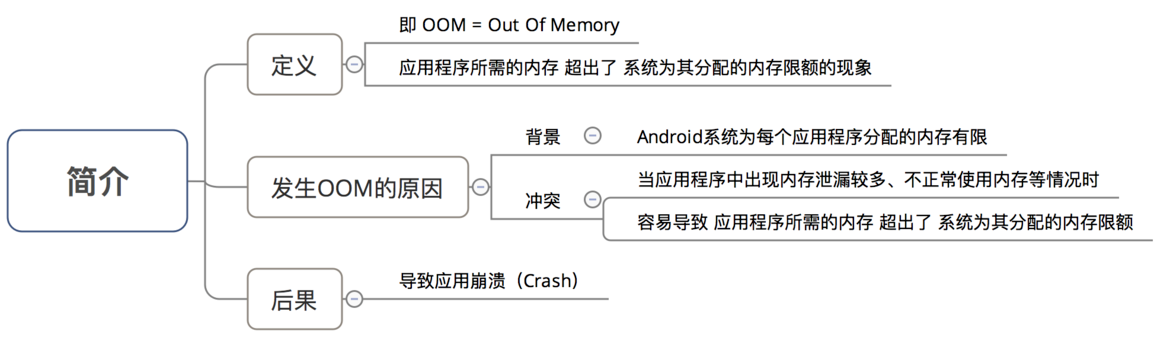 简介
定义
即 OOM = Out Of Memory
应用程序所需的内存 超出了 系统为其分配的内存限额的现象
发生OOM的原因
背景
Android系统为每个应用程序分配的内存有限
冲突
当应用程序中出现内存泄漏较多、不正常使用内存等情况时
容易导致 应用程序所需的内存 超出了 系统为其分配的内存限额
后果
导致应用崩溃（Crash）